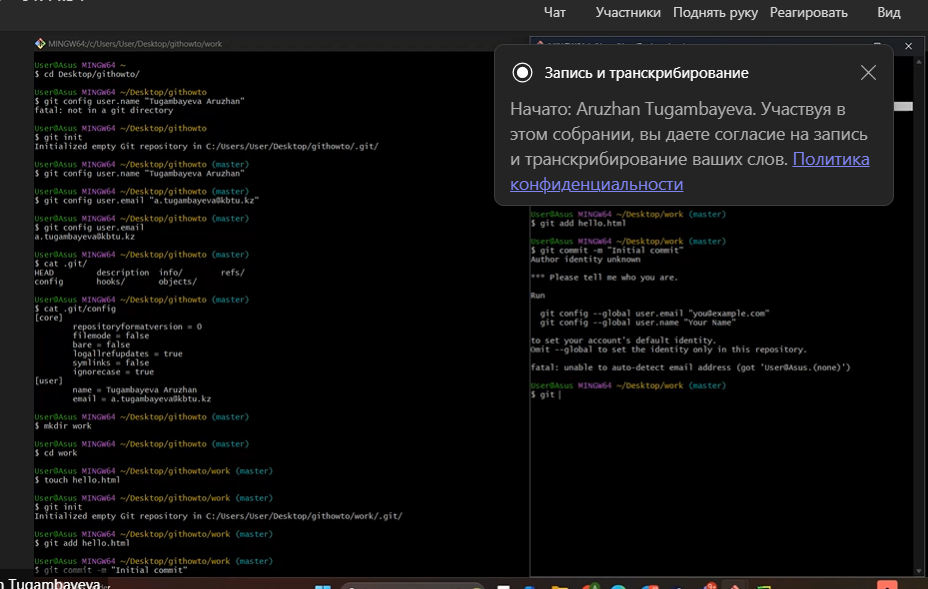 Чат Участники Поднять руку Реагировать Вид
MINGW64:/c/Users/User/Desktop/githowto/work
User@Asus MINGW64 ~
$ cd Desktop/githowto/
User@Asus MINGW64 ~/Desktop/githowto
$ git config user.name "Tugambayeva Aruzhan"
fatal: not in a git directory
User@Asus MINGW64 ~/Desktop/githowto
$ git init
Initialized empty Git repository in C:/Users/User/Desktop/githowto/.git/
User@Asus MINGW64 ~/Desktop/githowto (master)
$ git config user.name "Tugambayeva Aruzhan"
User@Asus MINGW64 ~/Desktop/githowto (master)
$ git config user.email "a.tugambayeva@kbtu.kz"
User@Asus MINGW64 ~/Desktop/githowto (master)
$ git config user.email
a.tugambayeva@kbtu.kz
User@Asus MINGW64 ~/Desktop/githowto (master)
$ cat .git/
HEAD description info/ refs/
config hooks/ objects/
User@Asus MINGW64 ~/Desktop/githowto (master)
$ cat .git/config
[core]
repositoryformatversion = 0
filemode = false
bare = false
logallrefupdates = true
symlinks = false
ignorecase = true
[user]
name = Tugambayeva Aruzhan
email = a.tugambayeva@kbtu.kz
User@Asus MINGW64 ~/Desktop/githowto (master)
$ mkdir work
User@Asus MINGW64 ~/Desktop/githowto (master)
$ cd work
User@Asus MINGW64 ~/Desktop/githowto/work (master)
$ touch hello.html
User@Asus MINGW64 ~/Desktop/githowto/work (master)
$ git init
Initialized empty Git repository in C:/Users/User/Desktop/githowto/work/.git/
User@Asus MINGW64 ~/Desktop/githowto/work (master)
$ git add hello.html
User@Asus MINGW64 ~/Desktop/githowto/work (master)
$ git commit -m "Initial commit"
Запись и транскрибирование
Начато: Aruzhan Tugambayeva. Участвуя в
этом собрании, вы даете согласие на запись
и транскрибирование ваших слов. Политика
конфиденциальности
User@Asus MINGW64 ~/Desktop/work (master)
$ git add hello.html
User@Asus MINGW64 ~/Desktop/work (master)
$ git commit -m "Initial commit"
Author identity unknown
*** Please tell me who you are.
Run
git config --global user.email "you@example.com"
git config --global user.name "Your Name"
to set your account's default identity.
Omit --global to set the identity only in this repository.
fatal: unable to auto-detect email address (got 'User@Asus.(none)')
User@Asus MINGW64 ~/Desktop/work (master)
$ git
Tugambayeva